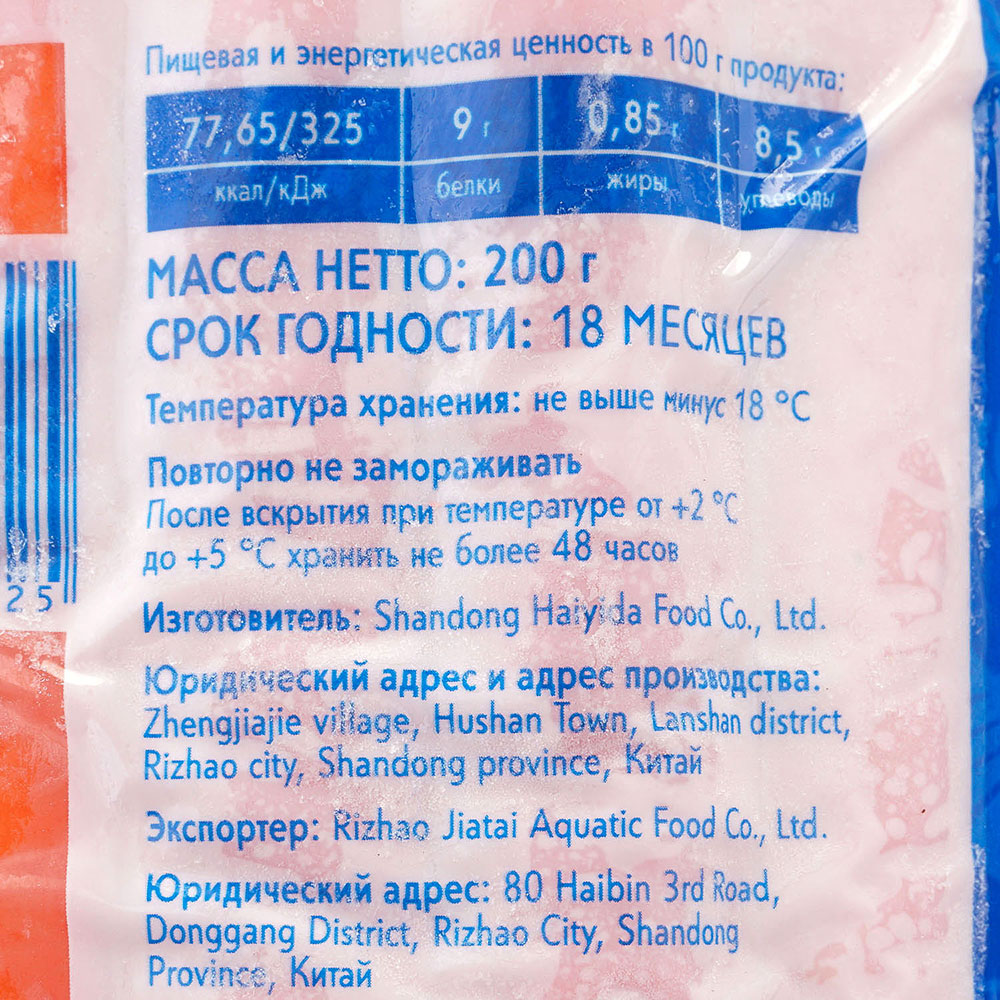 Пищевая и энергетическая ценность в 100 г продукта:
77,65/325 9 г 0,85 г 8,5 г
ккал/кДж белки жиры углеводы
МАССА НЕТТО: 200 г
СРОК ГОДНОСТИ: 18 МЕСЯЦЕВ
Температура хранения: не выше минус 18 °С
Повторно не замораживать
После вскрытия при температуре от +2 °С
до +5 °С хранить не более 48 часов
25
Изготовитель: Shandong Haiyida Food Co., Ltd.
Юридический адрес и адрес производства:
Zhengjiajie village, Hushan Town, Lanshan district,
Rizhao city, Shandong province, Китай
Экспортер: Rizhao Jiatai Aquatic Food Co., Ltd.
Юридический адрес: 80 Haibin 3rd Road,
Donggang District, Rizhao City, Shandong
Province, Китай